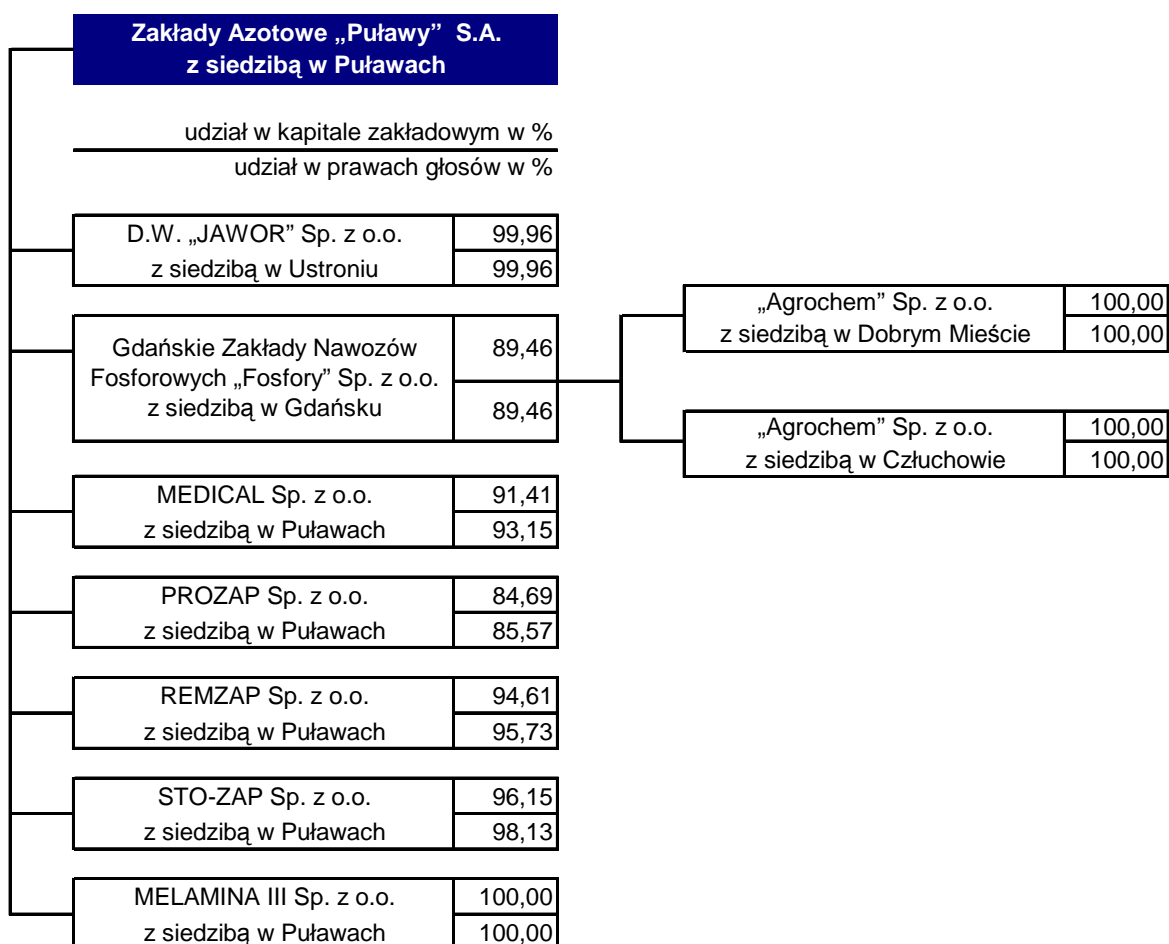 Zakłady Azotowe „Puławy” S.A.
z siedzibą w Puławach
udział w kapitale zakładowym w %
udział w prawach głosów w %
D.W. „JAWOR” Sp. z o.o.
99,96
z siedzibą w Ustroniu
99,96
Gdańskie Zakłady Nawozów
Fosforowych „Fosfory” Sp. z o.o.
z siedzibą w Gdańsku
89,46
89,46
„Agrochem” Sp. z o.o.
100,00
z siedzibą w Dobrym Mieście
100,00
„Agrochem” Sp. z o.o.
100,00
z siedzibą w Człuchowie
100,00
MEDICAL Sp. z o.o.
91,41
z siedzibą w Puławach
93,15
PROZAP Sp. z o.o.
84,69
z siedzibą w Puławach
85,57
REMZAP Sp. z o.o.
94,61
z siedzibą w Puławach
95,73
STO-ZAP Sp. z o.o.
96,15
z siedzibą w Puławach
98,13
MELAMINA III Sp. z o.o.
100,00
z siedzibą w Puławach
100,00